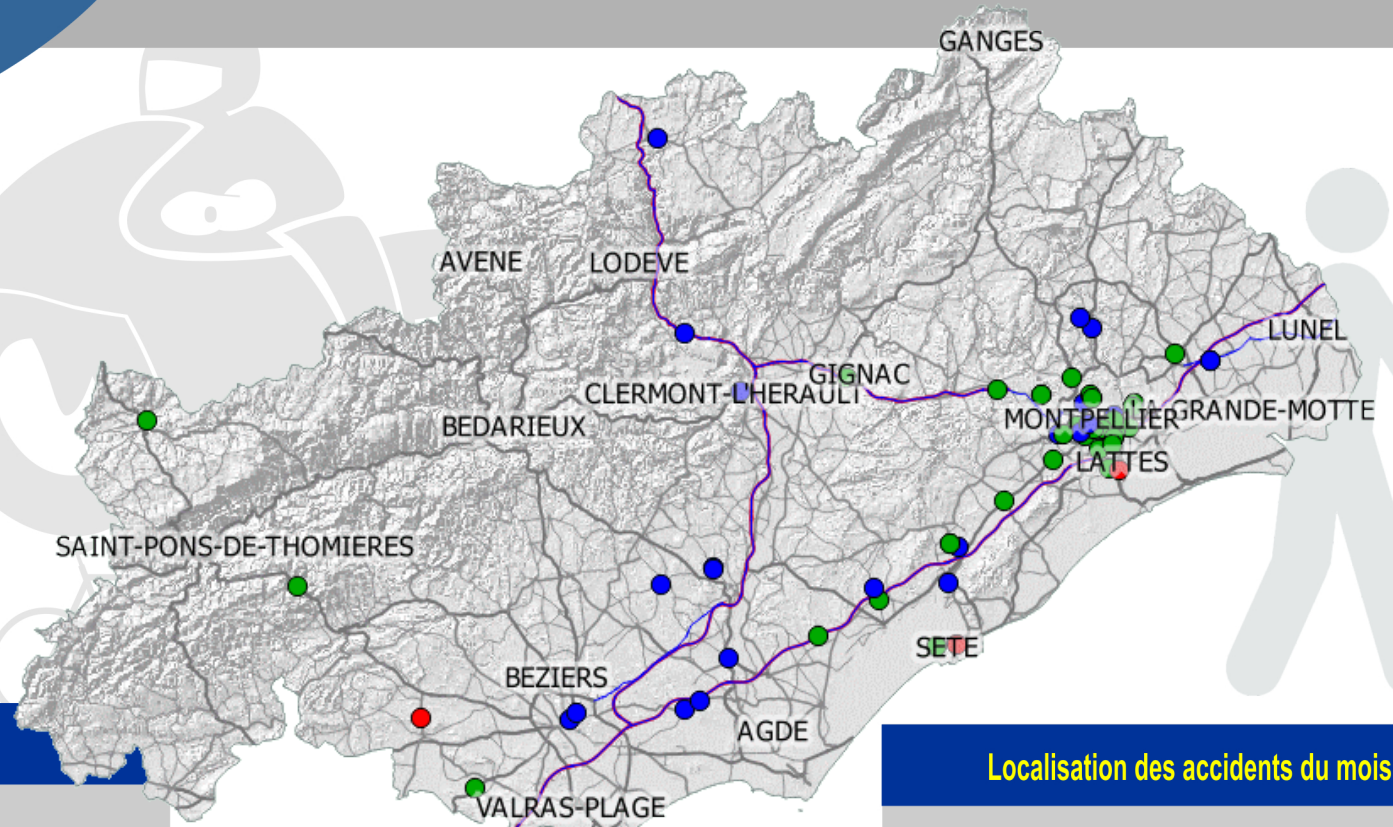 GANGES
AVENE
LODEVE
LUNEL
GIGNAC
CLERMONT-L'HERAULT
MONTPELLIER
GRANDE-MOTTE
BEDARIEUX
LATTES
SAINT-PONS-DE-THOMIERES
SETE
BEZIERS
AGDE
Localisation des accidents du mois
VALRAS-PLAGE